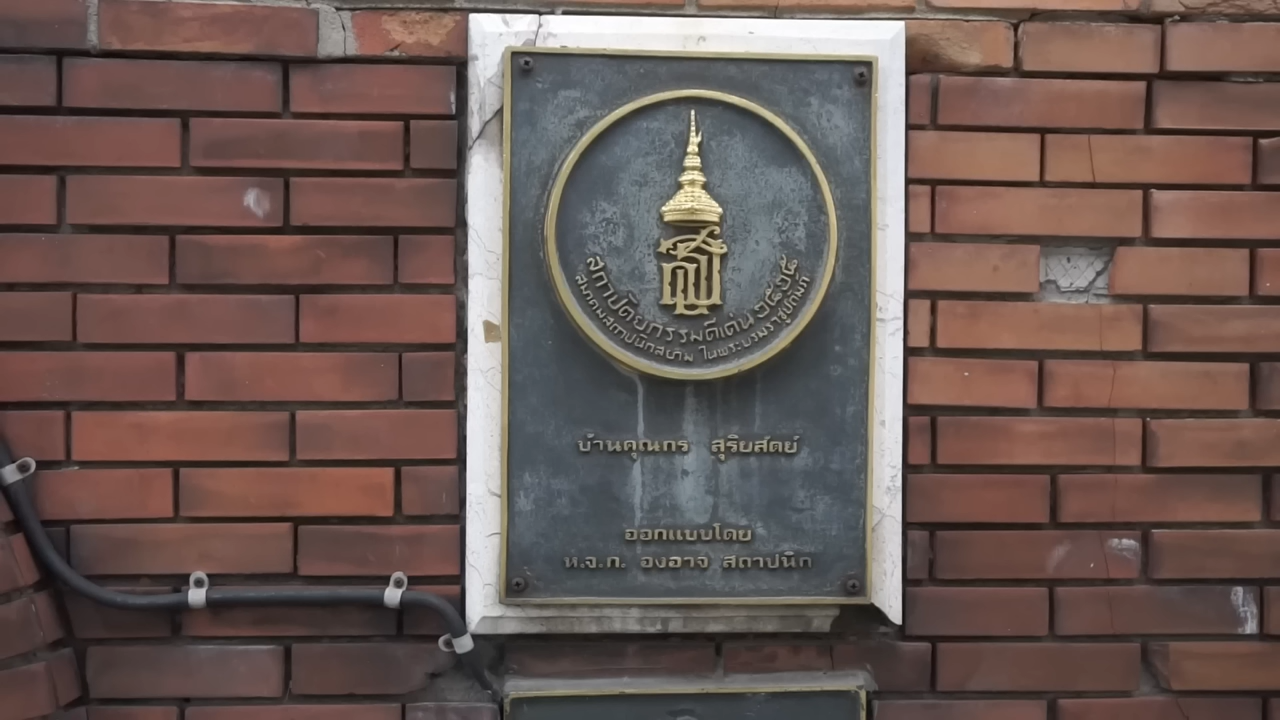 สถาปัตยกรรมดีเด่น ๒๕๒๕
สมาคมสถาปนิกสยาม ในพระบรมราชูปถัมภ์
บ้านคุณกร สุริยสัตย์
ออกแบบโดย
ห.จ.ก. องอาจ สถาปนิก